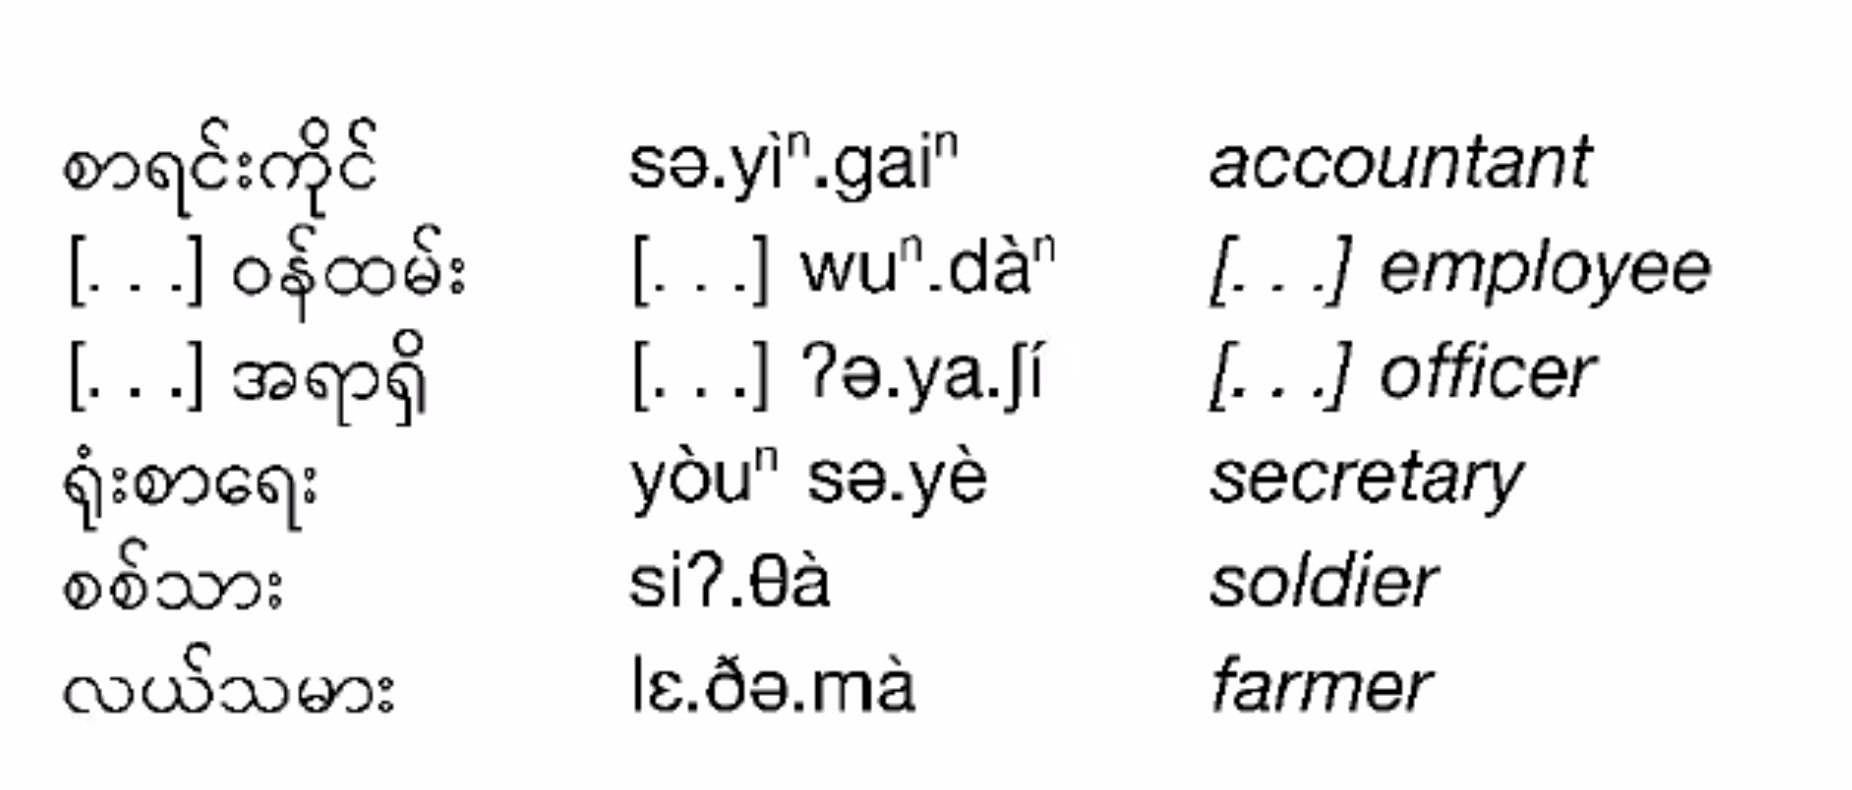 စာရင်းကိုင် sə.yìⁿ.gaiⁿ accountant
[. . .] ဝန်ထမ်း [. . .] wuⁿ.dàⁿ [. . .] employee
[. . .] အရာရှိ [. . .] ʔə.ya.ʃí [. . .] officer
ရုံးစာရေး yòuⁿ sə.yè secretary
စစ်သား siʔ.θà soldier
လယ်သမား lɛ.ðə.mà farmer